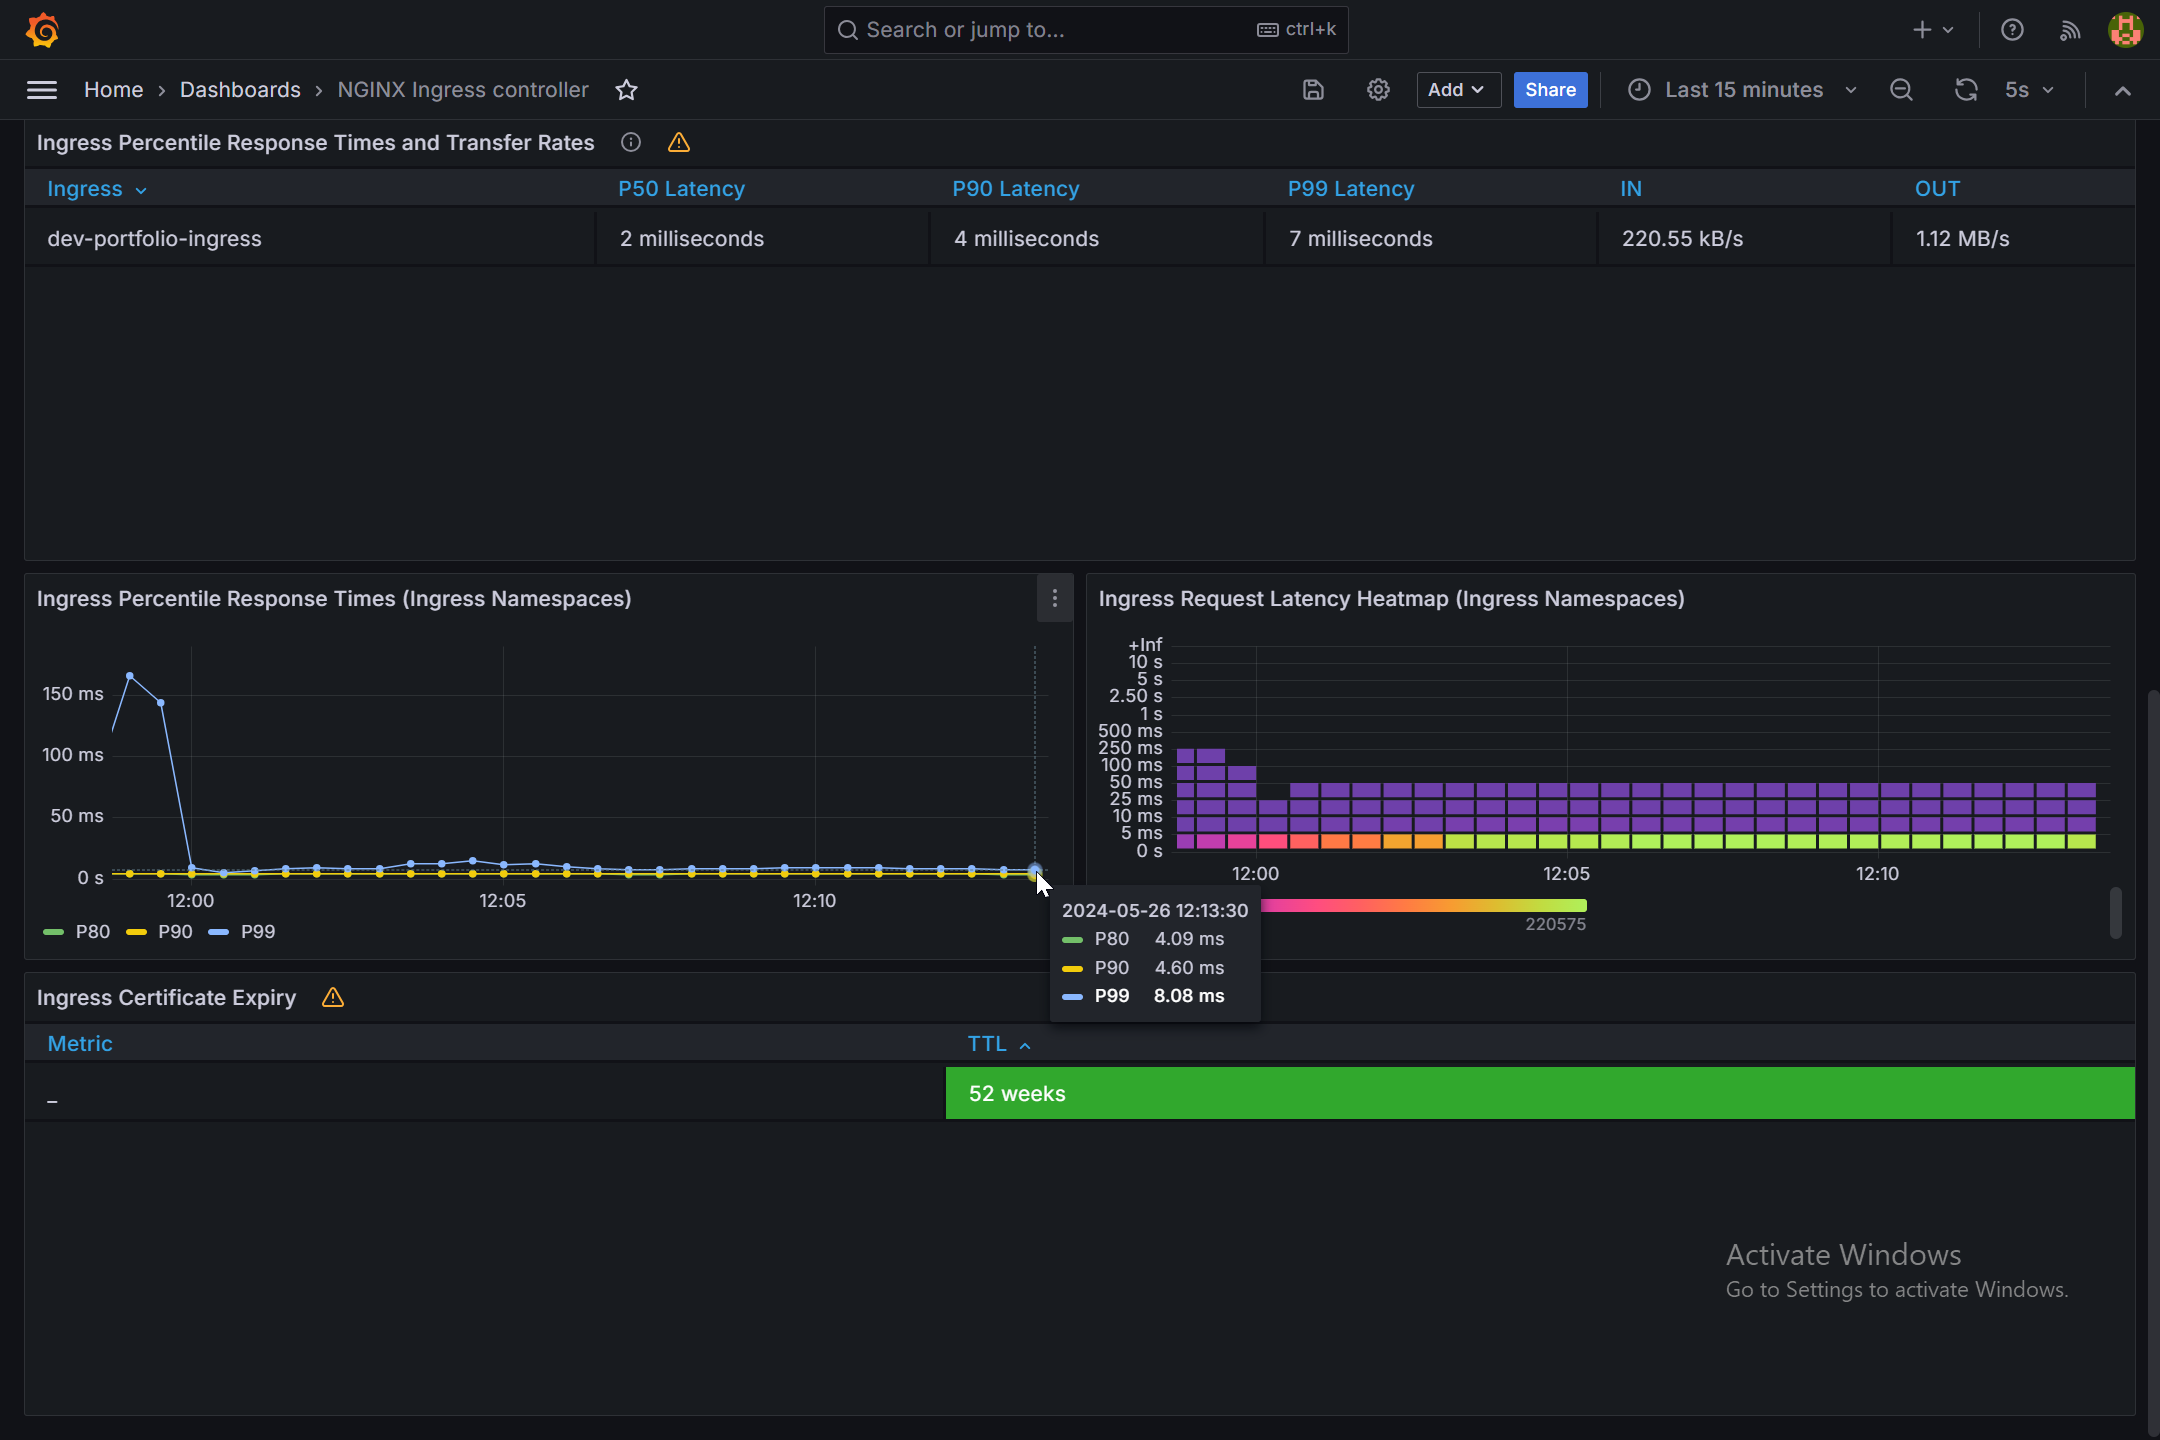 Search or jump to...
ctrl+k
Home › Dashboards › NGINX Ingress controller
Add
Share
Last 15 minutes
5s
Ingress Percentile Response Times and Transfer Rates
Ingress P50 Latency P90 Latency P99 Latency IN OUT
dev-portfolio-ingress 2 milliseconds 4 milliseconds 7 milliseconds 220.55 kB/s 1.12 MB/s
Ingress Percentile Response Times (Ingress Namespaces)
150 ms
100 ms
50 ms
0 s
12:00 12:05 12:10
P80 P90 P99
Ingress Request Latency Heatmap (Ingress Namespaces)
+Inf
10 s
5 s
2.50 s
1 s
500 ms
250 ms
100 ms
50 ms
25 ms
10 ms
5 ms
0 s
12:00 12:05 12:10
220575
2024-05-26 12:13:30
P80 4.09 ms
P90 4.60 ms
P99 8.08 ms
Ingress Certificate Expiry
Metric TTL
_ 52 weeks
Activate Windows
Go to Settings to activate Windows.